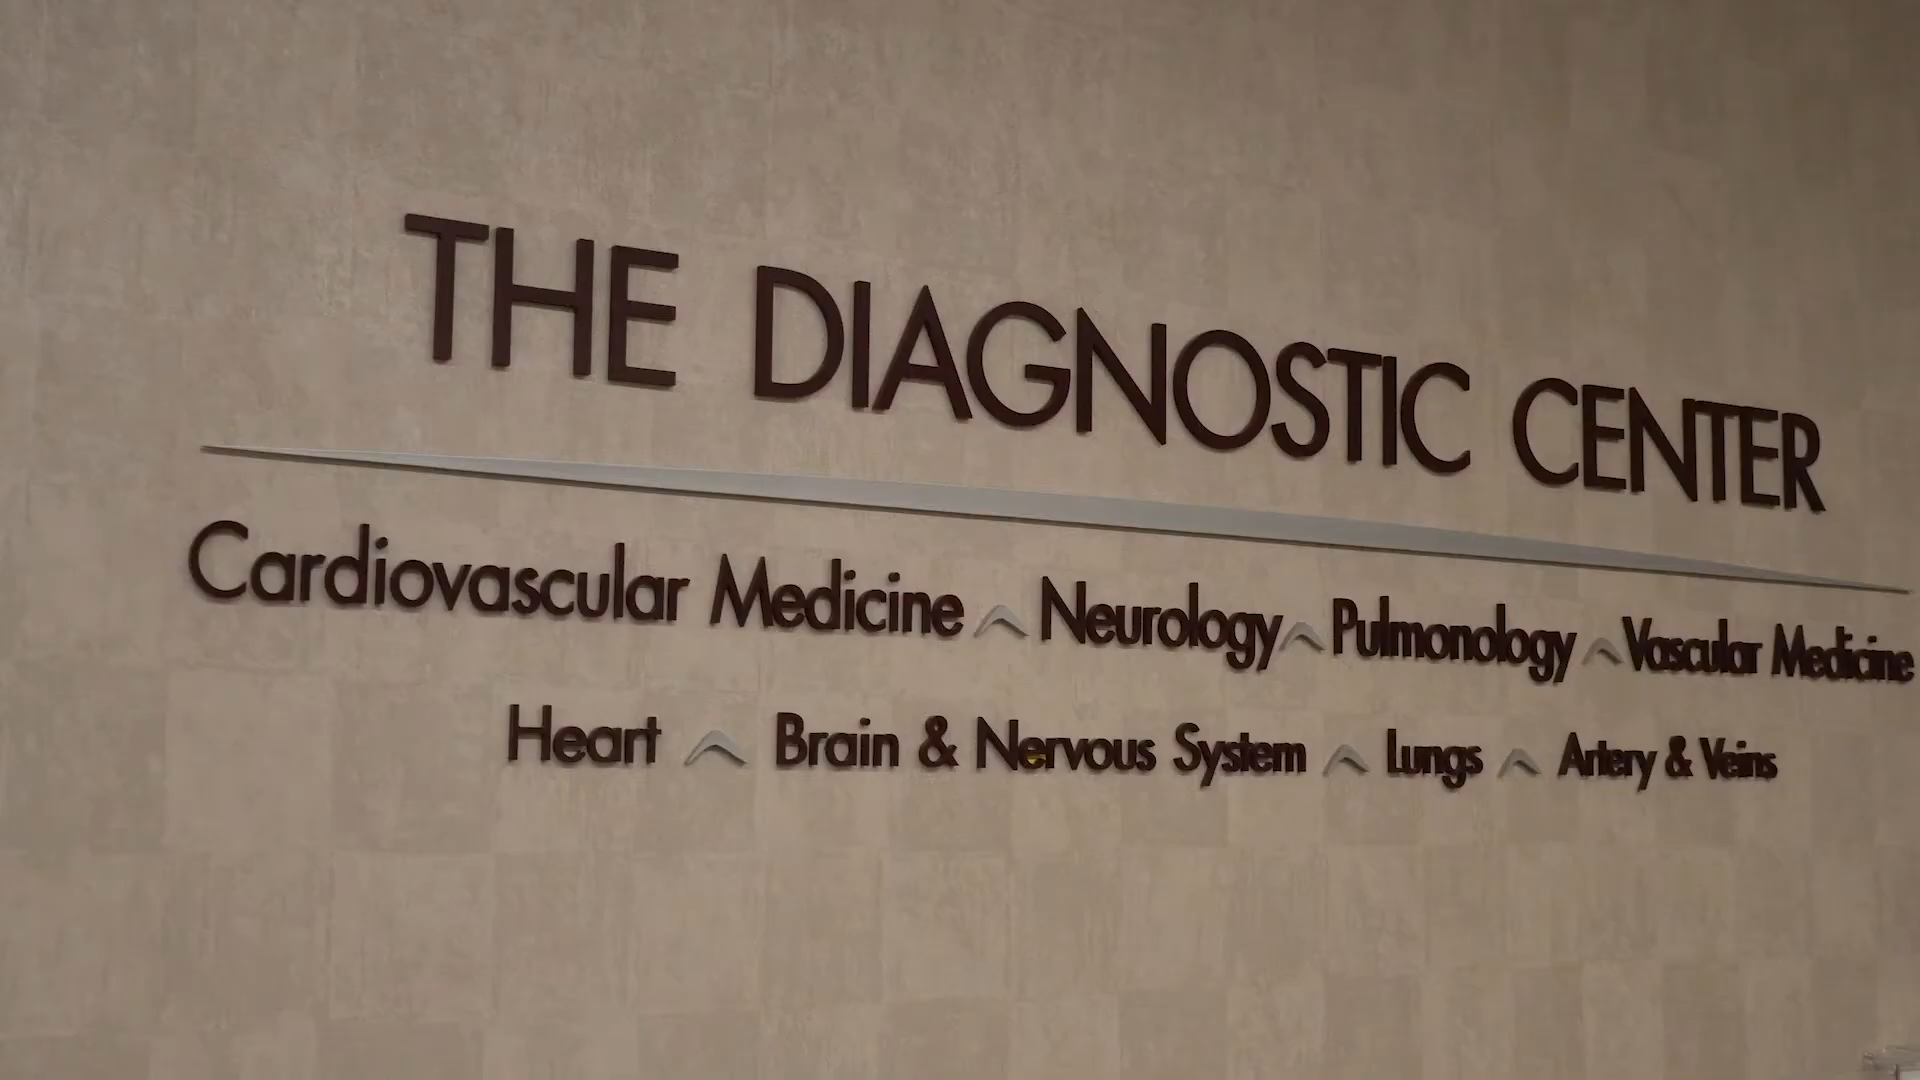 THE DIAGNOSTIC CENTER
Cardiovascular Medicine ^ Neurology ^ Pulmonology ^ Vascular Medicine
Heart ^ Brain & Nervous System ^ Lungs ^ Artery & Veins